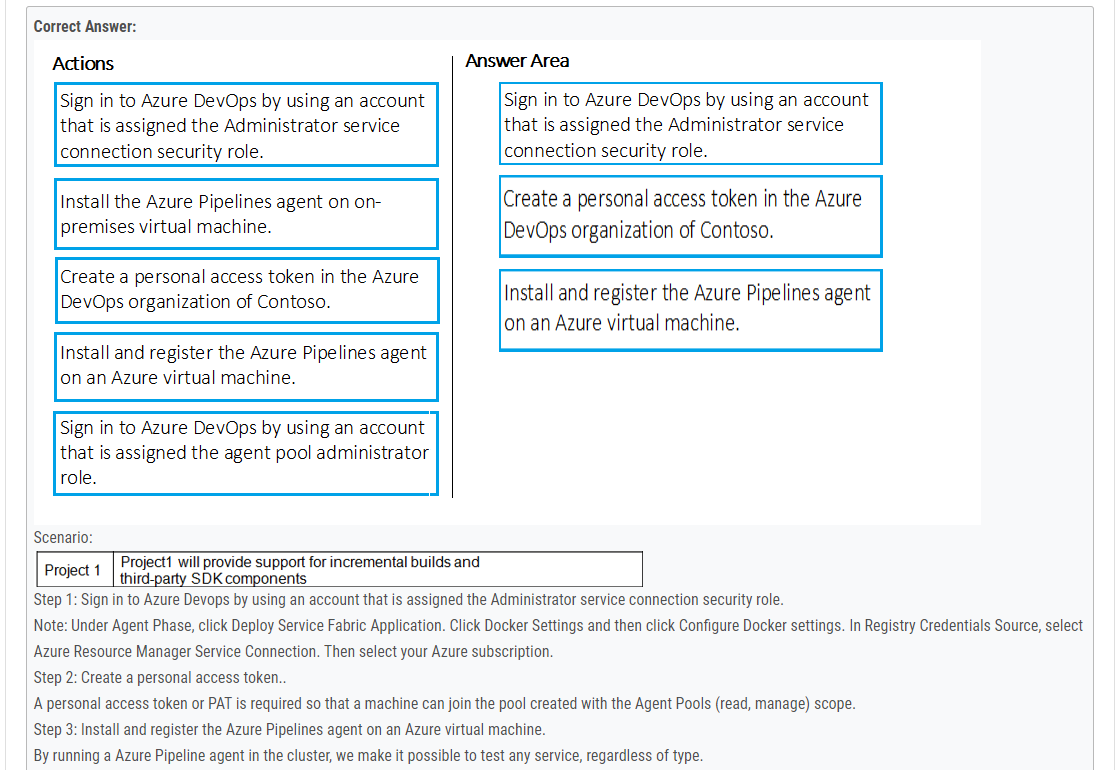 Correct Answer:
Actions
Sign in to Azure DevOps by using an account
that is assigned the Administrator service
connection security role.
Install the Azure Pipelines agent on on-
premises virtual machine.
Create a personal access token in the Azure
DevOps organization of Contoso.
Install and register the Azure Pipelines agent
on an Azure virtual machine.
Sign in to Azure DevOps by using an account
that is assigned the agent pool administrator
role.
Answer Area
Sign in to Azure DevOps by using an account
that is assigned the Administrator service
connection security role.
Create a personal access token in the Azure
DevOps organization of Contoso.
Install and register the Azure Pipelines agent
on an Azure virtual machine.
Scenario:
Project 1
Project1 will provide support for incremental builds and
third-party SDK components
Step 1: Sign in to Azure Devops by using an account that is assigned the Administrator service connection security role.
Note: Under Agent Phase, click Deploy Service Fabric Application. Click Docker Settings and then click Configure Docker settings. In Registry Credentials Source, select
Azure Resource Manager Service Connection. Then select your Azure subscription.
Step 2: Create a personal access token..
A personal access token or PAT is required so that a machine can join the pool created with the Agent Pools (read, manage) scope.
Step 3: Install and register the Azure Pipelines agent on an Azure virtual machine.
By running a Azure Pipeline agent in the cluster, we make it possible to test any service, regardless of type.